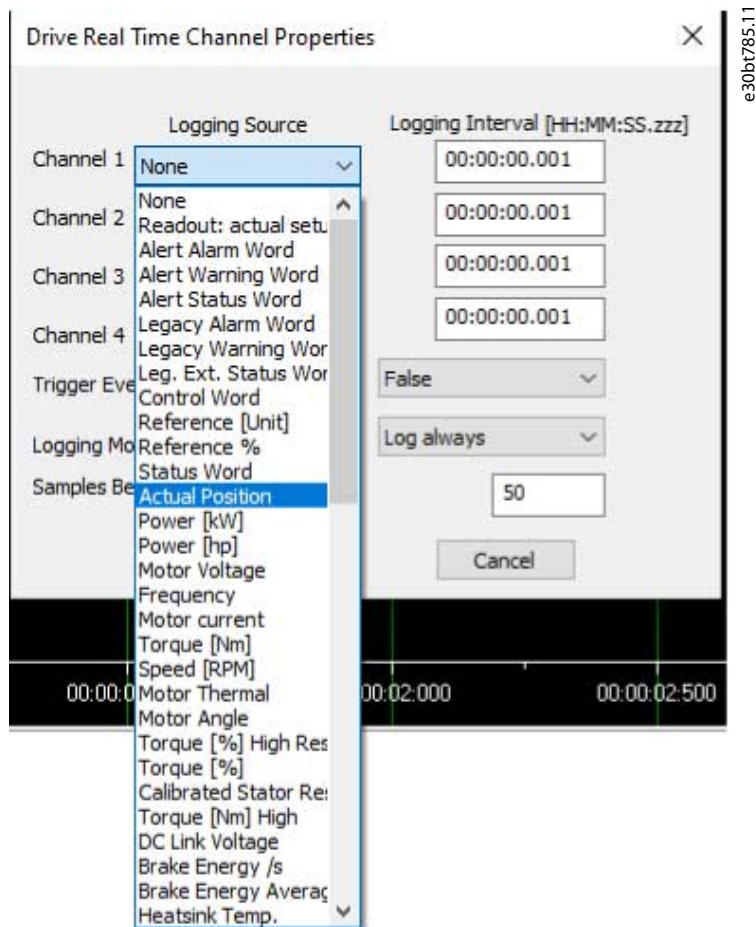 Drive Real Time Channel Properties
e30bt785.11
Logging Source
Logging Interval [HH:MM:SS.zzz]
Channel 1
None
00:00:00.001
Channel 2
00:00:00.001
Channel 3
00:00:00.001
Channel 4
00:00:00.001
Trigger Eve
False
Logging Mo
Log always
Samples Be
50
Cancel
None
Readout: actual setu
Alert Alarm Word
Alert Warning Word
Alert Status Word
Legacy Alarm Word
Legacy Warning Wor
Leg. Ext. Status Wor
Control Word
Reference [Unit]
Reference %
Status Word
Actual Position
Power [kW]
Power [hp]
Motor Voltage
Frequency
Motor current
Torque [Nm]
Speed [RPM]
Motor Thermal
Motor Angle
Torque [%] High Res
Torque [%]
Calibrated Stator Res
Torque [Nm] High
DC Link Voltage
Brake Energy /s
Brake Energy Averag
Heatsink Temp.
00:00:0
00:02:000
00:00:02:500